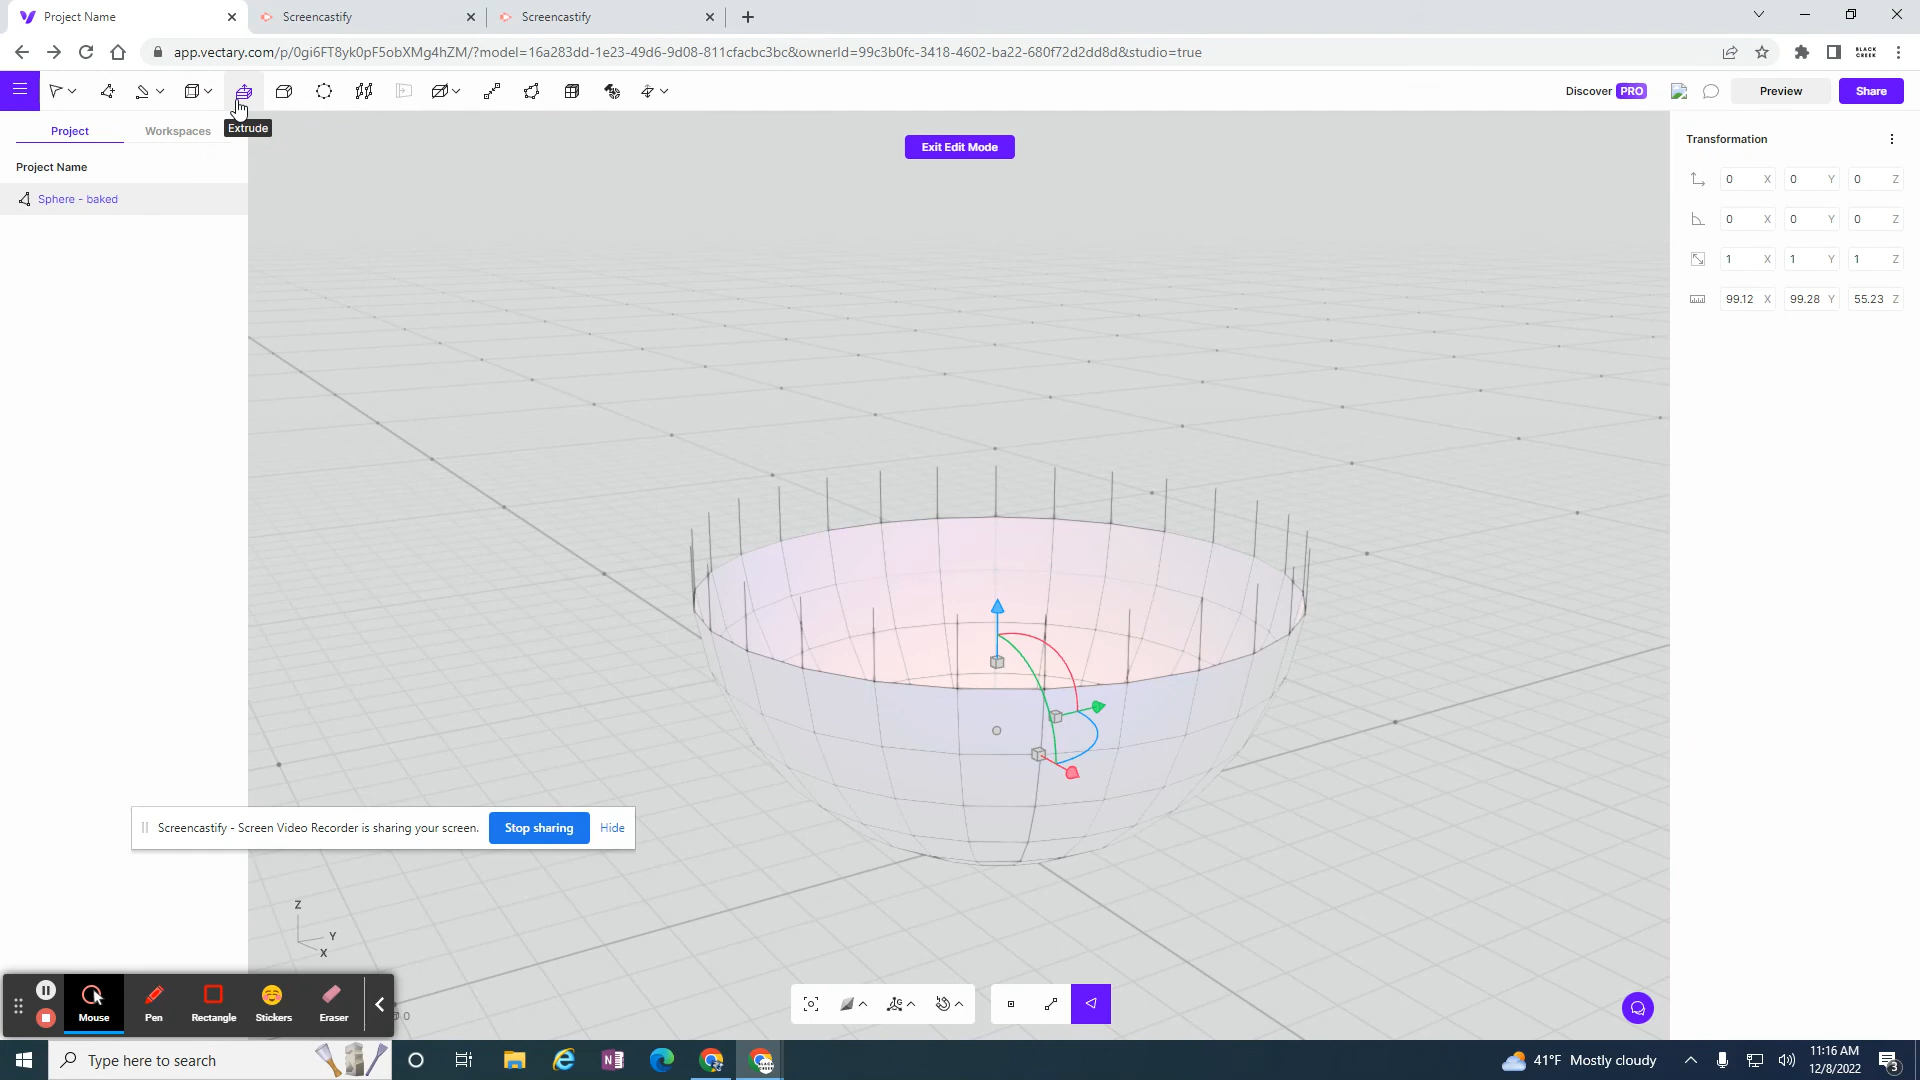 Project Name
Screencastify
Screencastify
app.vectary.com/p/0gi6FT8yk0pF5obXMg4hZM/?model=16a283dd-1e23-49d6-9d08-811cfacbc3bc&ownerId=99c3b0fc-3418-4602-ba22-680f72d2dd8d&studio=true
BLACK
CREEK
Discover PRO
Preview
Share
Extrude
Project
Workspaces
Project Name
Sphere - baked
Exit Edit Mode
Transformation
0 X 0 Y 0 Z
0 X 0 Y 0 Z
1 X 1 Y 1 Z
99.12 X 99.28 Y 55.23 Z
Screencastify - Screen Video Recorder is sharing your screen.
Stop sharing
Hide
Z
Y
X
Mouse
Pen
Rectangle
Stickers
Eraser
0
Type here to search
41°F Mostly cloudy
11:16 AM
12/8/2022
3